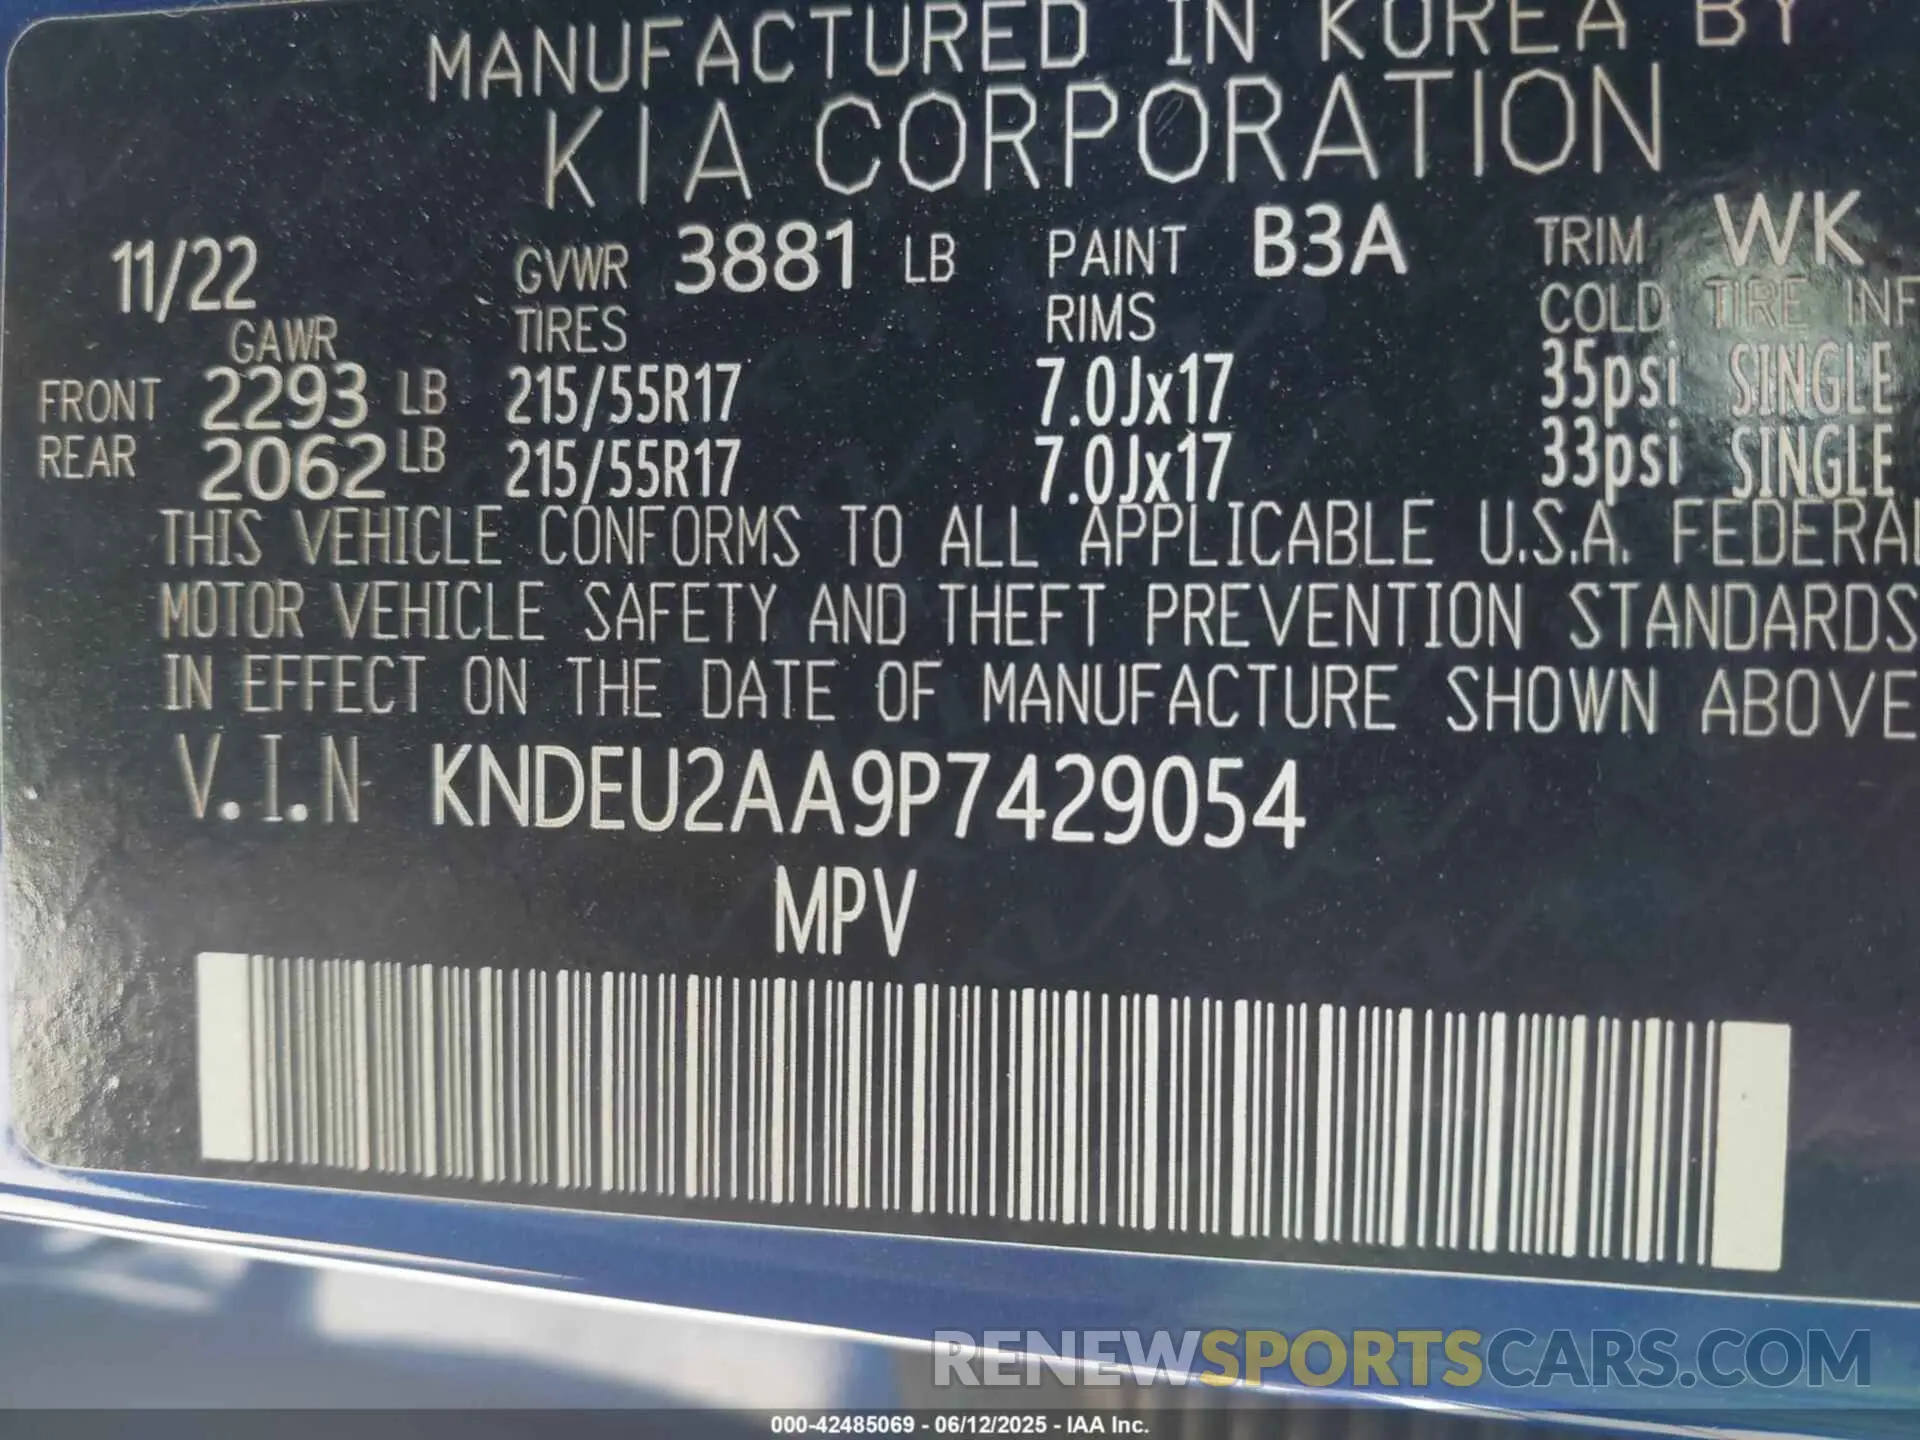 MANUFACTURED IN KOREA BY
KIA CORPORATION
11/22 GVWR 3881 LB PAINT B3A TRIM WK
GAWR TIRES RIMS COLD TIRE INF
FRONT 2293 LB 215/55R17 7.0Jx17 35psi SINGLE
REAR 2062 LB 215/55R17 7.0Jx17 33psi SINGLE
THIS VEHICLE CONFORMS TO ALL APPLICABLE U.S.A. FEDERAL
MOTOR VEHICLE SAFETY AND THEFT PREVENTION STANDARDS
IN EFFECT ON THE DATE OF MANUFACTURE SHOWN ABOVE
V.I.N KNDEU2AA9P7429054
MPV
RENEWSPORTSCARS.COM
000-42485069 - 06/12/2025 - IAA Inc.